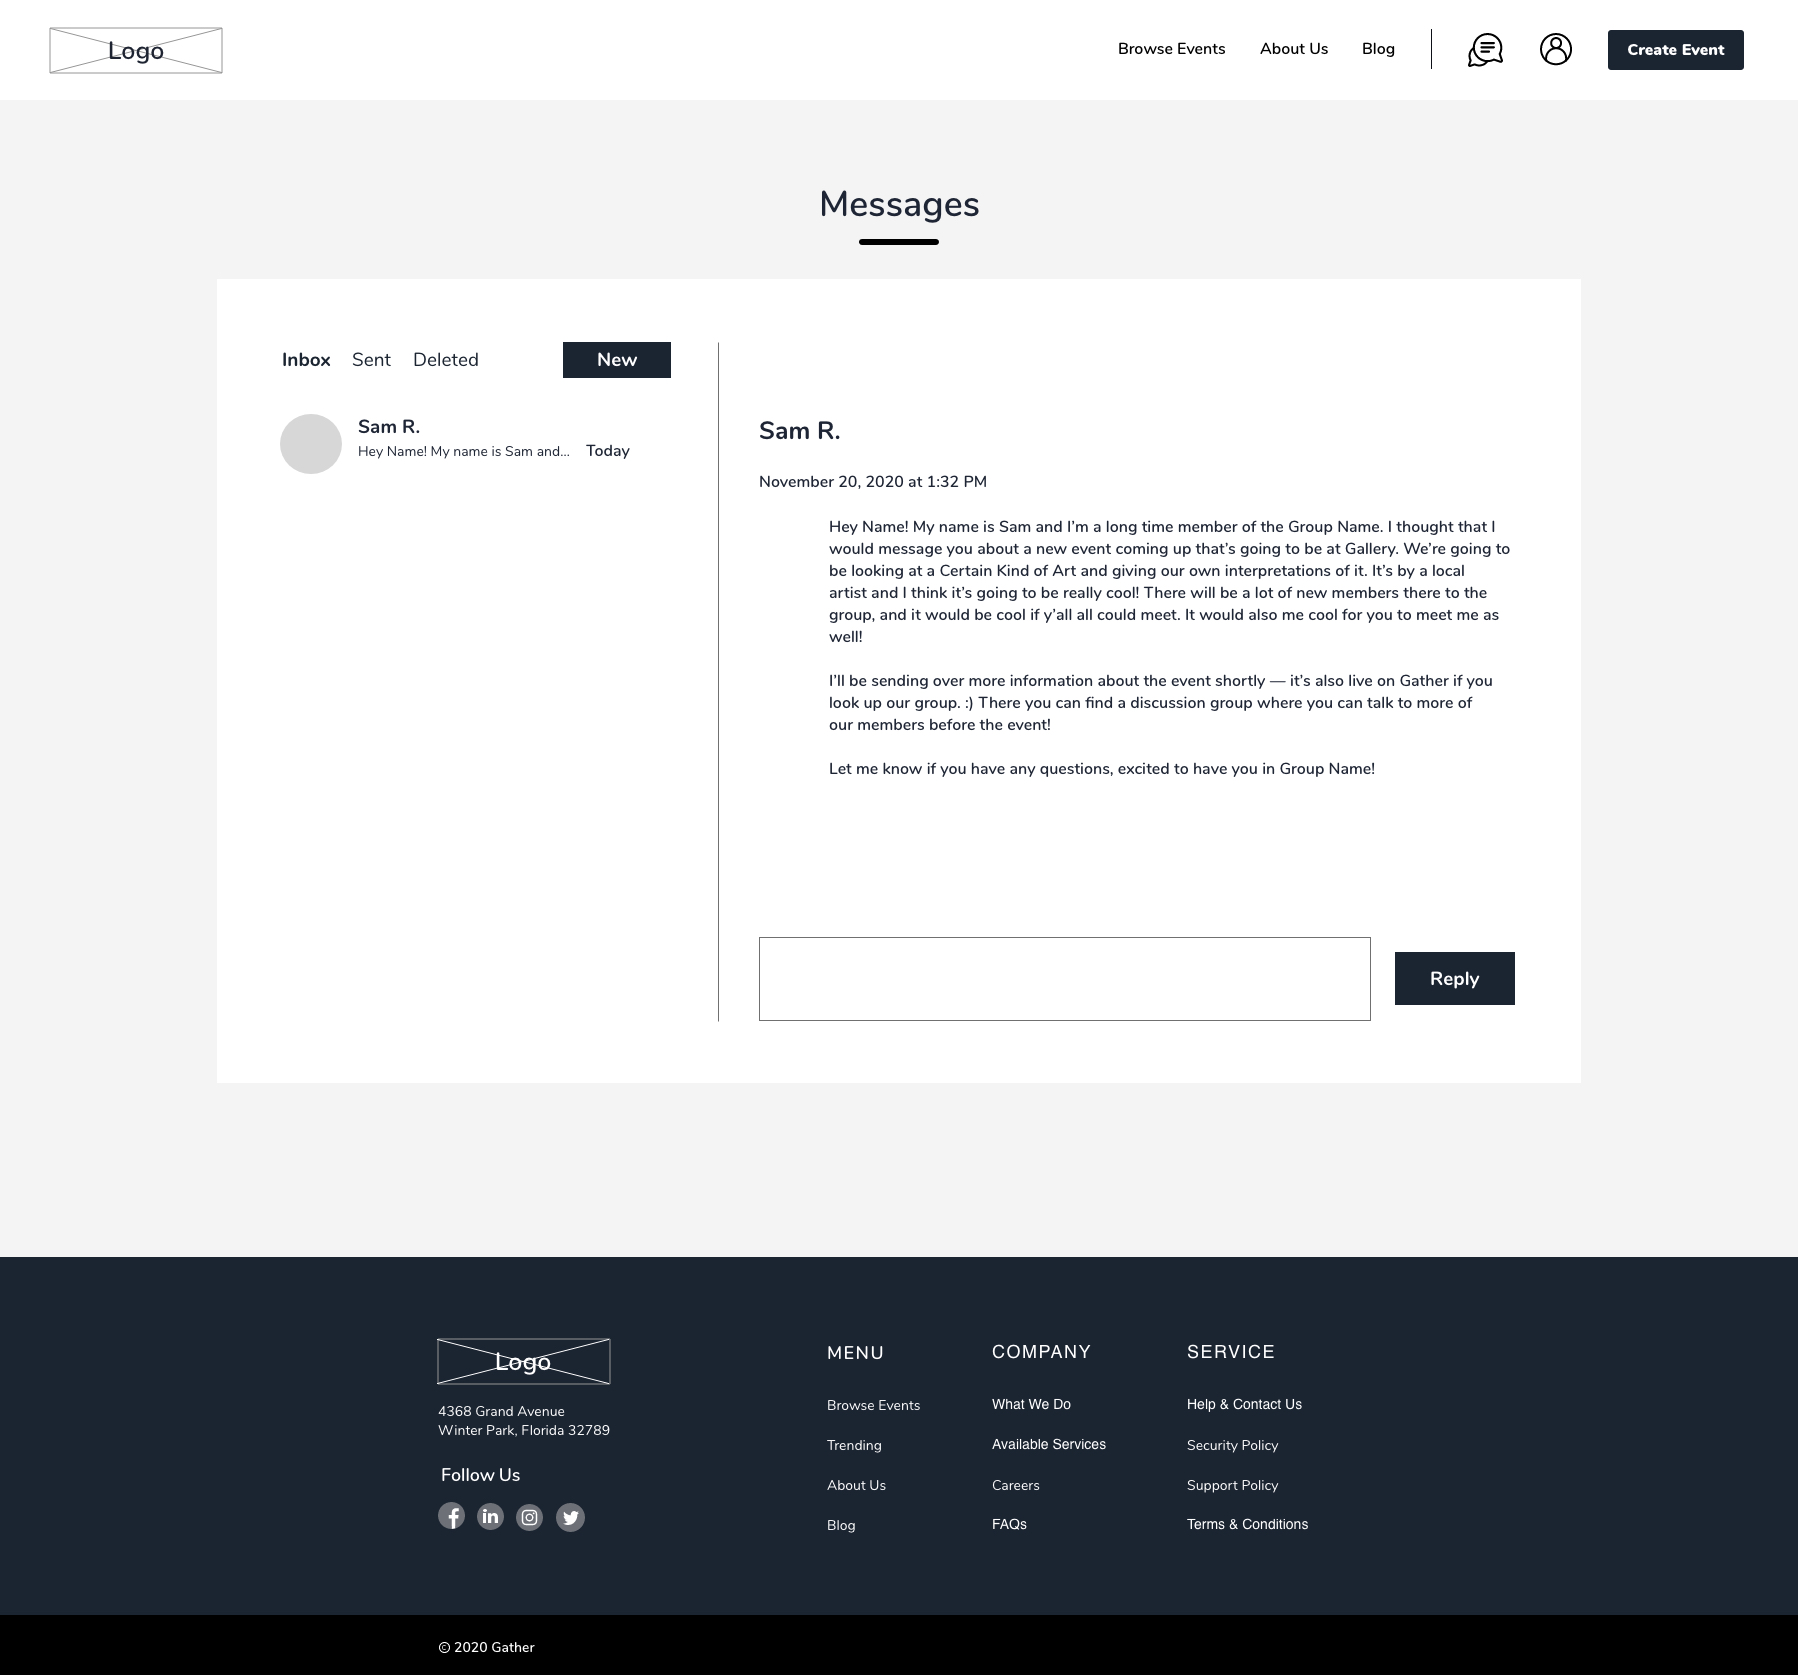 Logo
Browse Events About Us Blog Create Event
Messages
Inbox Sent Deleted New
Sam R.
Hey Name! My name is Sam and... Today
Sam R.
November 20, 2020 at 1:32 PM
Hey Name! My name is Sam and I’m a long time member of the Group Name. I thought that I
would message you about a new event coming up that’s going to be at Gallery. We’re going to
be looking at a Certain Kind of Art and giving our own interpretations of it. It’s by a local
artist and I think it’s going to be really cool! There will be a lot of new members there to the
group, and it would be cool if y’all all could meet. It would also me cool for you to meet me as
well!
I’ll be sending over more information about the event shortly — it’s also live on Gather if you
look up our group. :) There you can find a discussion group where you can talk to more of
our members before the event!
Let me know if you have any questions, excited to have you in Group Name!
Reply
Logo
4368 Grand Avenue
Winter Park, Florida 32789
Follow Us
MENU
Browse Events
Trending
About Us
Blog
COMPANY
What We Do
Available Services
Careers
FAQs
SERVICE
Help & Contact Us
Security Policy
Support Policy
Terms & Conditions
© 2020 Gather